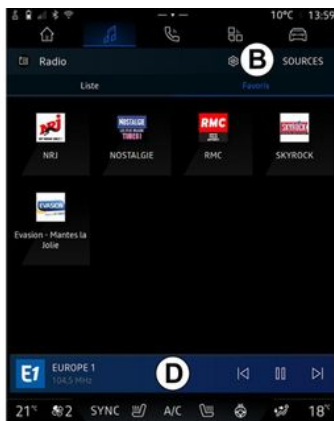 10°C 13:59
Radio
B
SOURCES
Liste
Favoris
NRJ
NOSTALGIE
RMC
SKYROCK
NRJ
NOSTALGIE
RMC
SKYROCK
EVASION
Evasion - Mantes la
Jolie
E1
EUROPE 1
104,5 MHz
D
21°C
2
SYNC
A/C
18°C